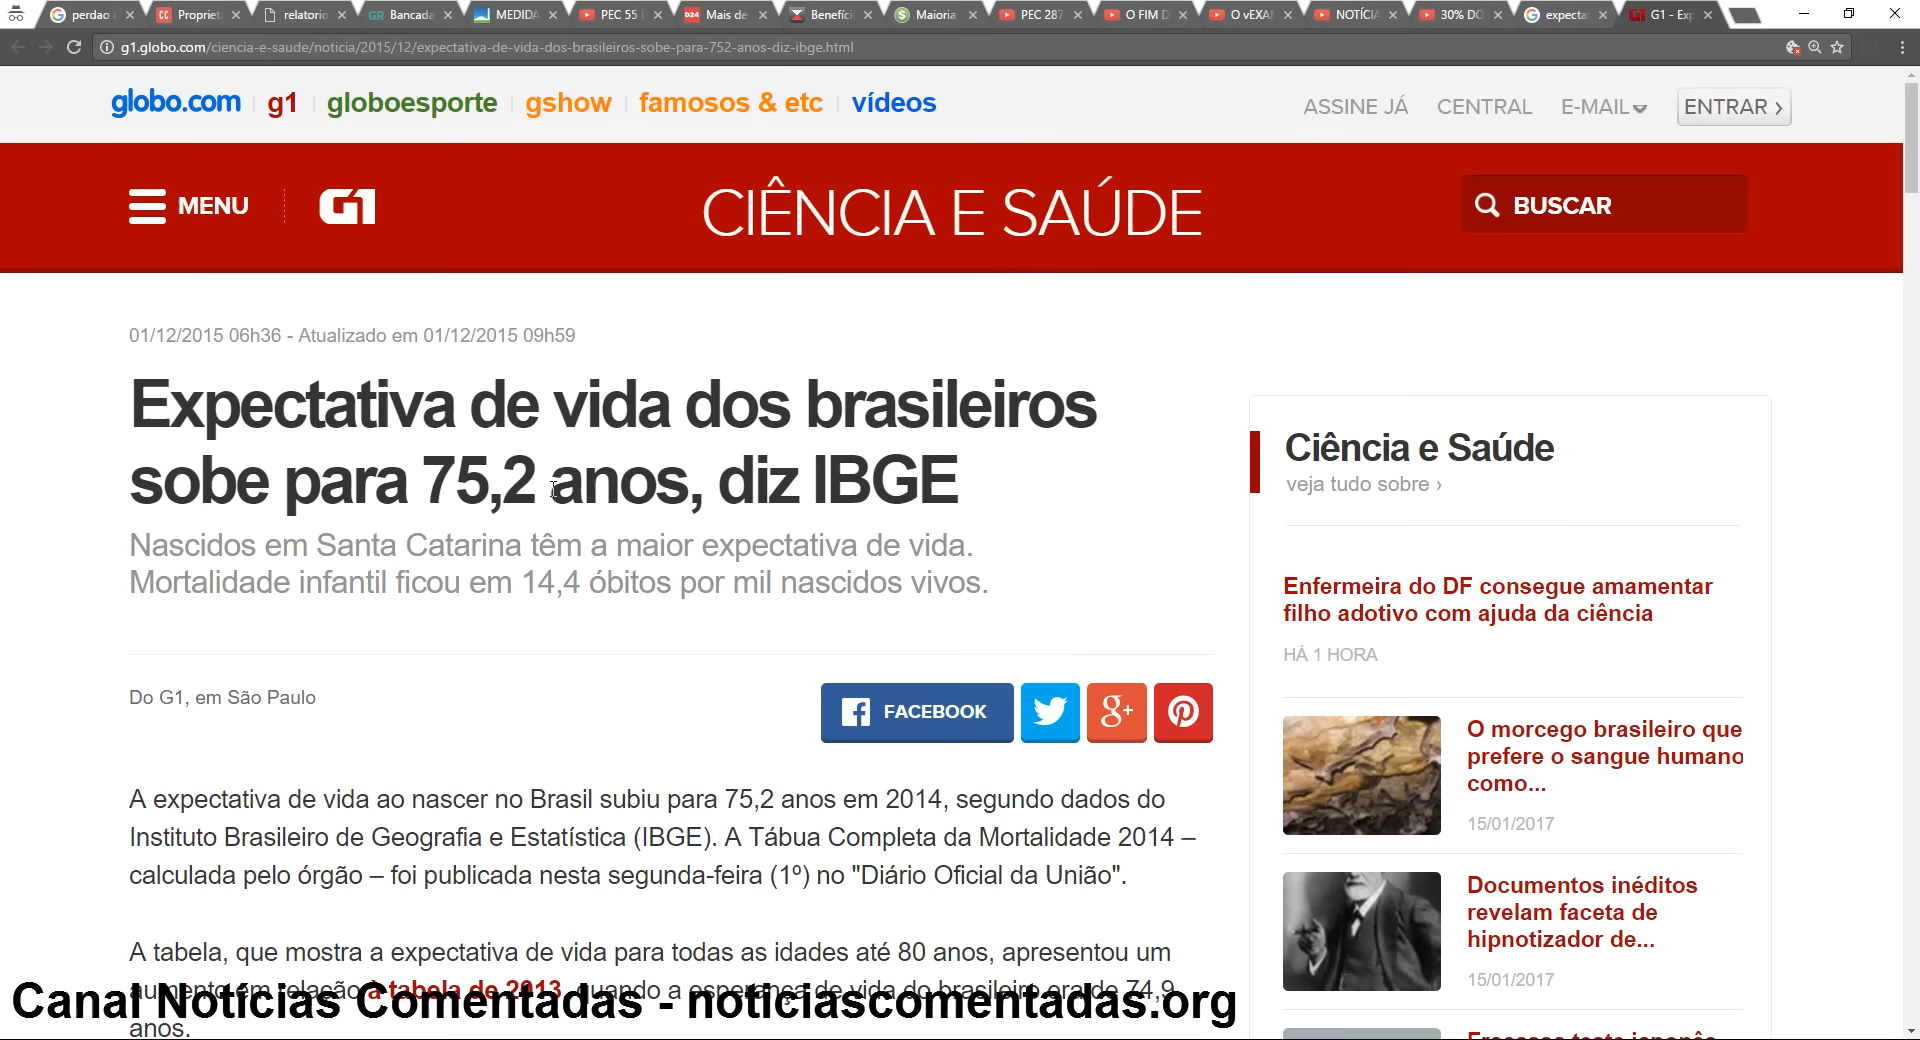 perdao
Propriet
relatorio
Bancada
MEDIDA
PEC 55
Mais de
Benefíci
Maioria
PEC 287
O FIM D
O vEXAM
NOTÍCIA
30% DO
expectat
G1 - Exp
g1.globo.com/ciencia-e-saude/noticia/2015/12/expectativa-de-vida-dos-brasileiros-sobe-para-752-anos-diz-ibge.html
globo.com g1 globoesporte gshow famosos & etc vídeos
ASSINE JÁ CENTRAL E-MAIL ENTRAR ›
MENU G1 CIÊNCIA E SAÚDE BUSCAR
01/12/2015 06h36 - Atualizado em 01/12/2015 09h59
Expectativa de vida dos brasileiros
sobe para 75,2 anos, diz IBGE
Nascidos em Santa Catarina têm a maior expectativa de vida.
Mortalidade infantil ficou em 14,4 óbitos por mil nascidos vivos.
Do G1, em São Paulo
FACEBOOK
g+
A expectativa de vida ao nascer no Brasil subiu para 75,2 anos em 2014, segundo dados do
Instituto Brasileiro de Geografia e Estatística (IBGE). A Tábua Completa da Mortalidade 2014 –
calculada pelo órgão – foi publicada nesta segunda-feira (1º) no "Diário Oficial da União".
A tabela, que mostra a expectativa de vida para todas as idades até 80 anos, apresentou um
aumento em relação à tabela de 2013, quando a esperança de vida do brasileiro era de 74,9
anos.
Canal Notícias Comentadas - noticiascomentadas.org
Ciência e Saúde
veja tudo sobre ›
Enfermeira do DF consegue amamentar
filho adotivo com ajuda da ciência
HÁ 1 HORA
O morcego brasileiro que
prefere o sangue humano
como...
15/01/2017
Documentos inéditos
revelam faceta de
hipnotizador de...
15/01/2017